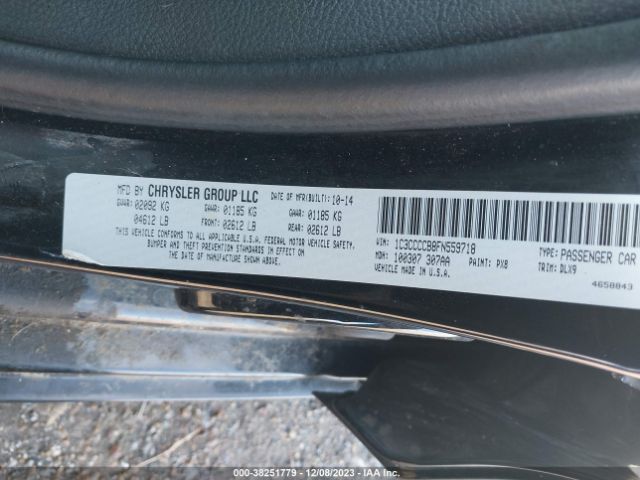 MFD BY CHRYSLER GROUP LLC DATE OF MFR(BUILT): 10-14
GVWR: 02092 KG GAWR: 01185 KG GAWR: 01185 KG
04612 LB FRONT: 02612 LB REAR: 02612 LB
THIS VEHICLE CONFORMS TO ALL APPLICABLE U.S.A. FEDERAL MOTOR VEHICLE SAFETY,
BUMPER AND THEFT PREVENTION STANDARDS IN EFFECT ON
THE DATE OF MANUFACTURE SHOWN ABOVE.
VIN: 1C3CCCCB8FN559718 TYPE: PASSENGER CAR
MDH: 100307 307AA PAINT: PX8 TRIM: DLX9
VEHICLE MADE IN U.S.A.
4658843
000-38251779 - 12/08/2023 - IAA Inc.